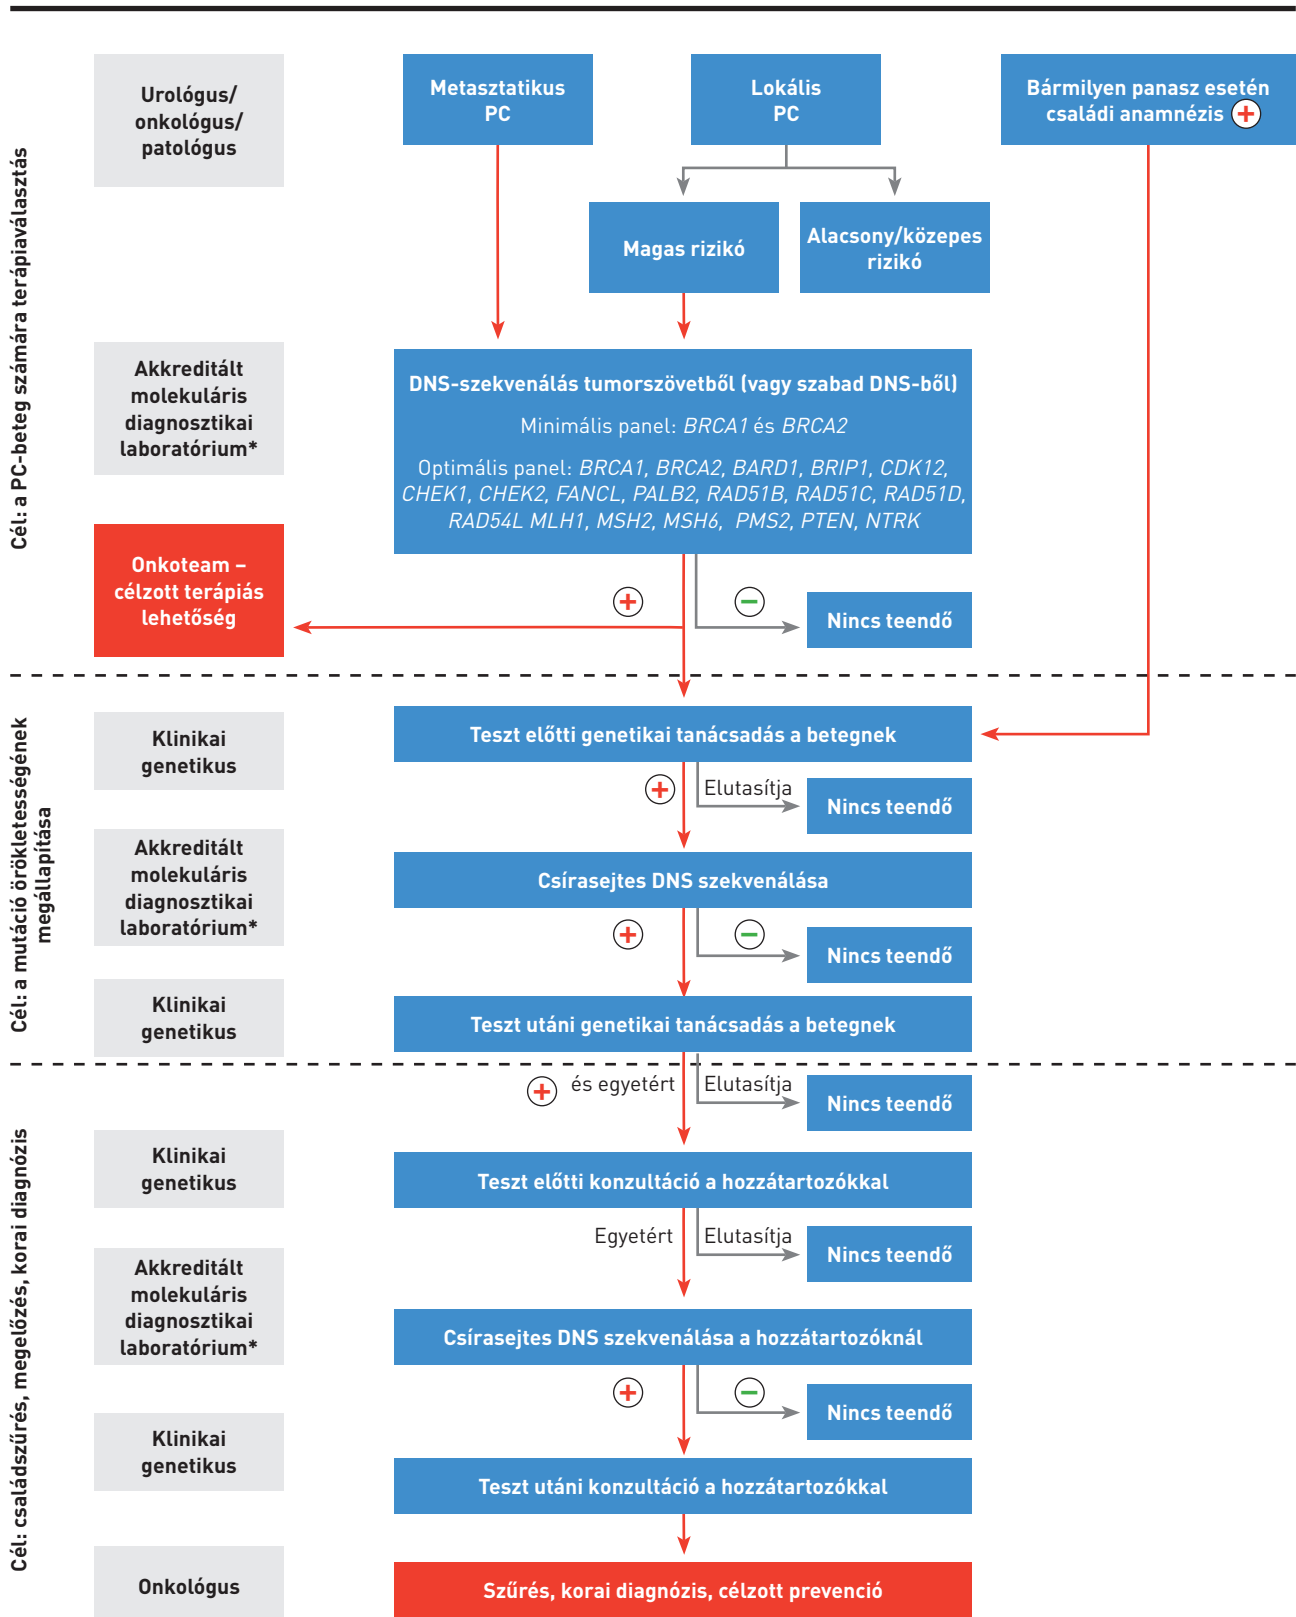 Cél: a PC-beteg számára terápiaválasztás
Urológus/
onkológus/
patológus
Metasztatikus
PC
Lokális
PC
Bármilyen panasz esetén
családi anamnézis +
Magas rizikó
Alacsony/közepes
rizikó
Akkreditált
molekuláris
diagnosztikai
laboratórium*
DNS-szekvenálás tumorszövetből (vagy szabad DNS-ből)
Minimális panel: BRCA1 és BRCA2
Optimális panel: BRCA1, BRCA2, BARD1, BRIP1, CDK12,
CHEK1, CHEK2, FANCL, PALB2, RAD51B, RAD51C, RAD51D,
RAD54L MLH1, MSH2, MSH6, PMS2, PTEN, NTRK
Onkoteam –
célzott terápiás
lehetőség
+
−
Nincs teendő
Cél: a mutáció örökletességének
megállapítása
Klinikai
genetikus
Teszt előtti genetikai tanácsadás a betegnek
+
Elutasítja
Nincs teendő
Akkreditált
molekuláris
diagnosztikai
laboratórium*
Csírasejtes DNS szekvenálása
+
−
Nincs teendő
Klinikai
genetikus
Teszt utáni genetikai tanácsadás a betegnek
+ és egyetért
Elutasítja
Nincs teendő
Cél: családszűrés, megelőzés, korai diagnózis
Klinikai
genetikus
Teszt előtti konzultáció a hozzátartozókkal
Egyetért
Elutasítja
Nincs teendő
Akkreditált
molekuláris
diagnosztikai
laboratórium*
Csírasejtes DNS szekvenálása a hozzátartozóknál
+
−
Nincs teendő
Klinikai
genetikus
Teszt utáni konzultáció a hozzátartozókkal
Onkológus
Szűrés, korai diagnózis, célzott prevenció